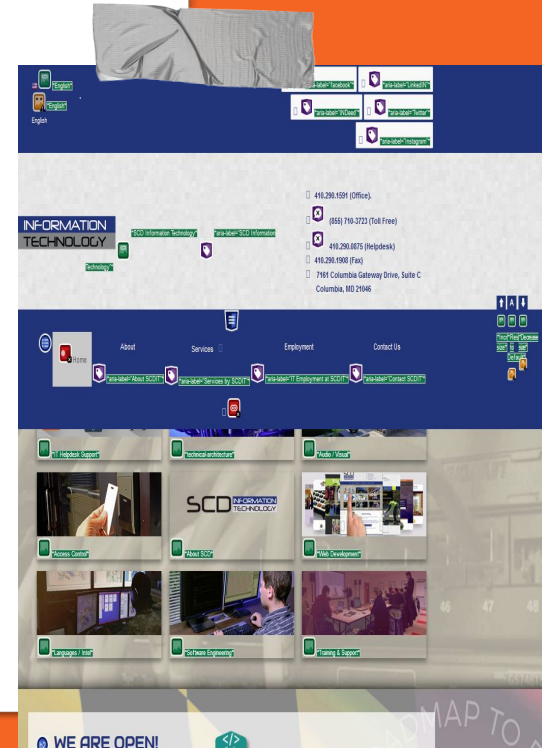 *English*
*English*
English
aria-label="facebook"*
*aria-label="LinkedIN"*
*aria-label="INDeed"*
*aria-label="Twitter"*
*aria-label="Instagram"*
410.290.1591 (Office).
(855) 710-3723 (Toll Free)
410.290.0875 (Helpdesk)
410.290.1908 (Fax)
7161 Columbia Gateway Drive, Suite C
Columbia, MD 21046
INFORMATION
TECHNOLOGY
*SCD Information Technology*
*aria-label="SCD Information
Technology"*
A
Home
About
Services
Employment
Contact Us
*aria-label="About SCDIT"*
*aria-label="Services by SCDIT"*
*aria-label="IT Employment at SCDIT"*
*aria-label="Contact SCDIT"*
*IT Helpdesk Support*
*technical-architecture*
*Audio / Visual*
SCD INFORMATION
TECHNOLOGY
*Access Control*
*About SCD*
*Web Development*
*Languages / Intel*
*Software Engineering*
*Training & Support*
46 47 48
WE ARE OPEN!
</>
MAP TO